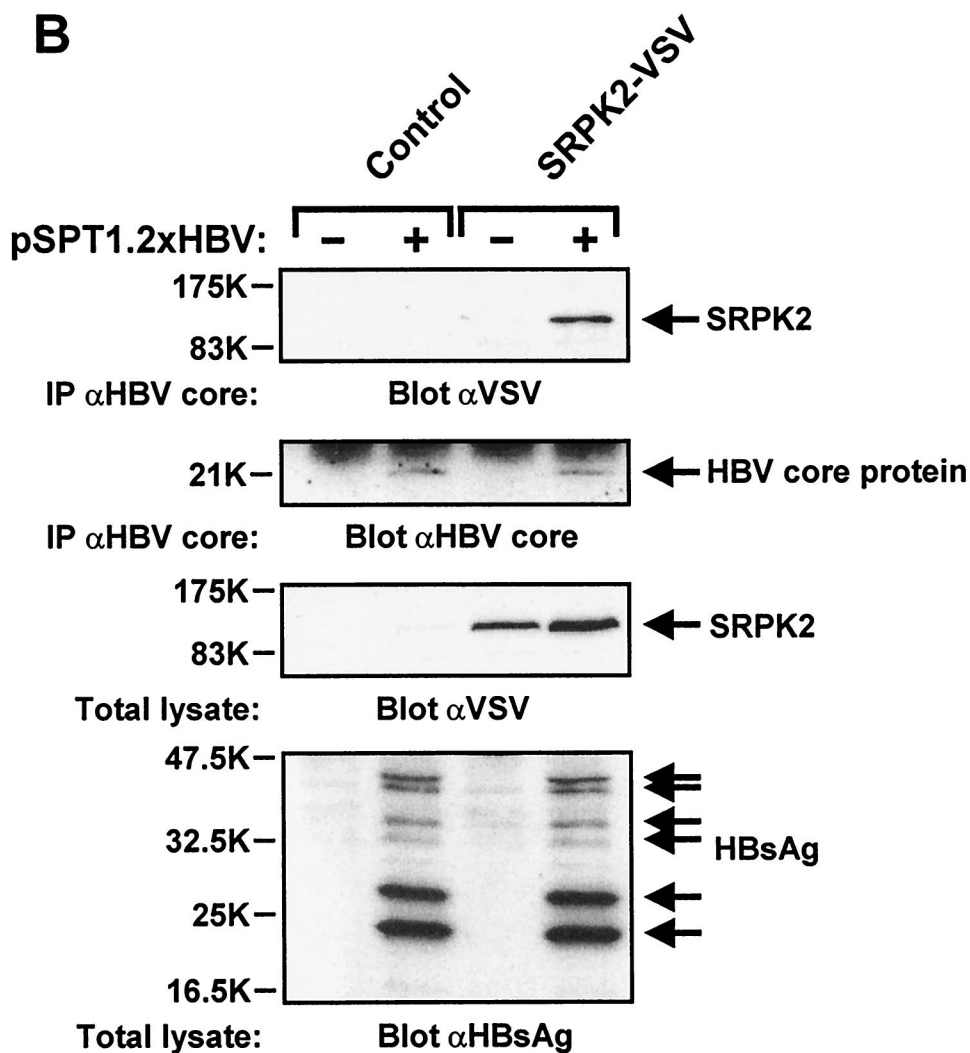 B
Control
SRPK2-VSV
pSPT1.2xHBV: − + − +
175K
SRPK2
83K
IP αHBV core: Blot αVSV
21K
HBV core protein
IP αHBV core: Blot αHBV core
175K
SRPK2
83K
Total lysate: Blot αVSV
47.5K
32.5K
HBsAg
25K
16.5K
Total lysate: Blot αHBsAg